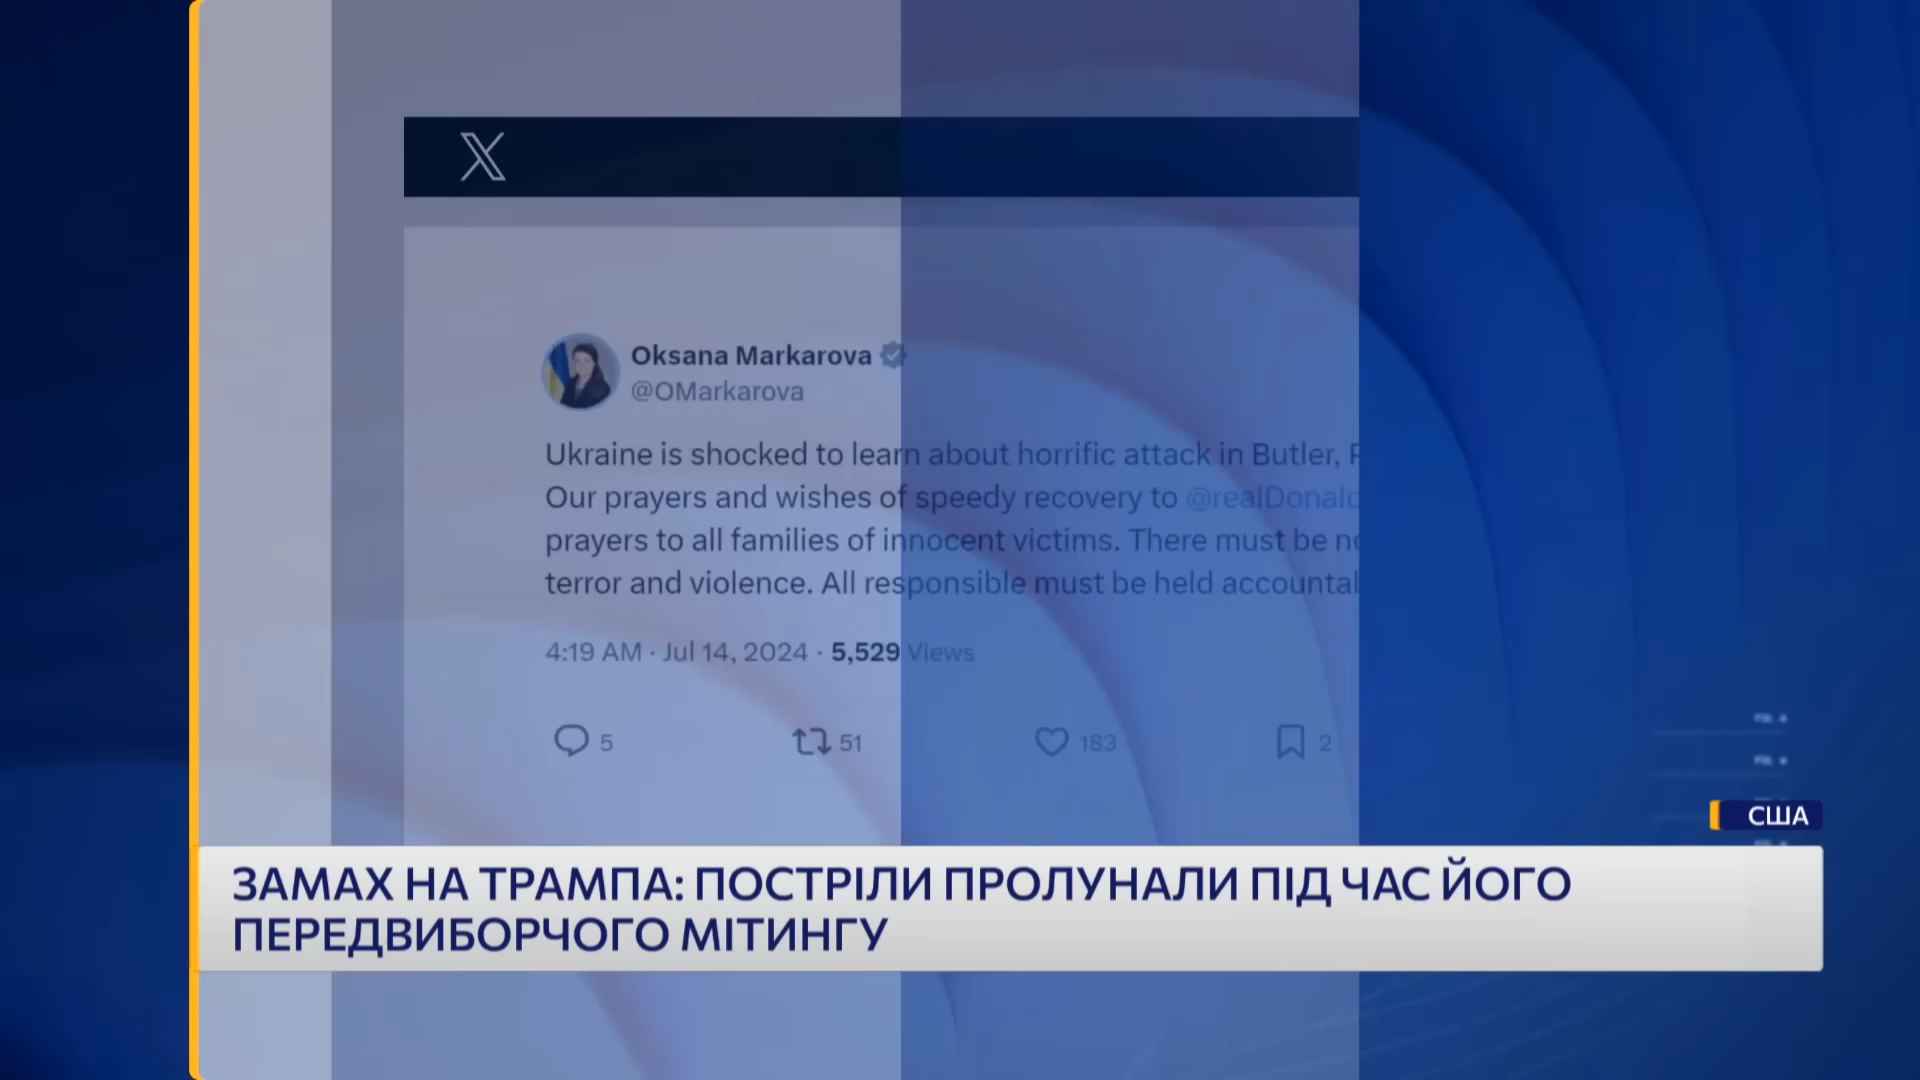 Oksana Markarova
@OMarkarova
Ukraine is shocked to learn about horrific attack in Butler,
Our prayers and wishes of speedy recovery to @realDonald
prayers to all families of innocent victims. There must be
terror and violence. All responsible must be held
4:19 AM · Jul 14, 2024 · 5,529 Views
5 51 183 2
США
ЗАМАХ НА ТРАМПА: ПОСТРІЛИ ПРОЛУНАЛИ ПІД ЧАС ЙОГО
ПЕРЕДВИБОРЧОГО МІТИНГУ